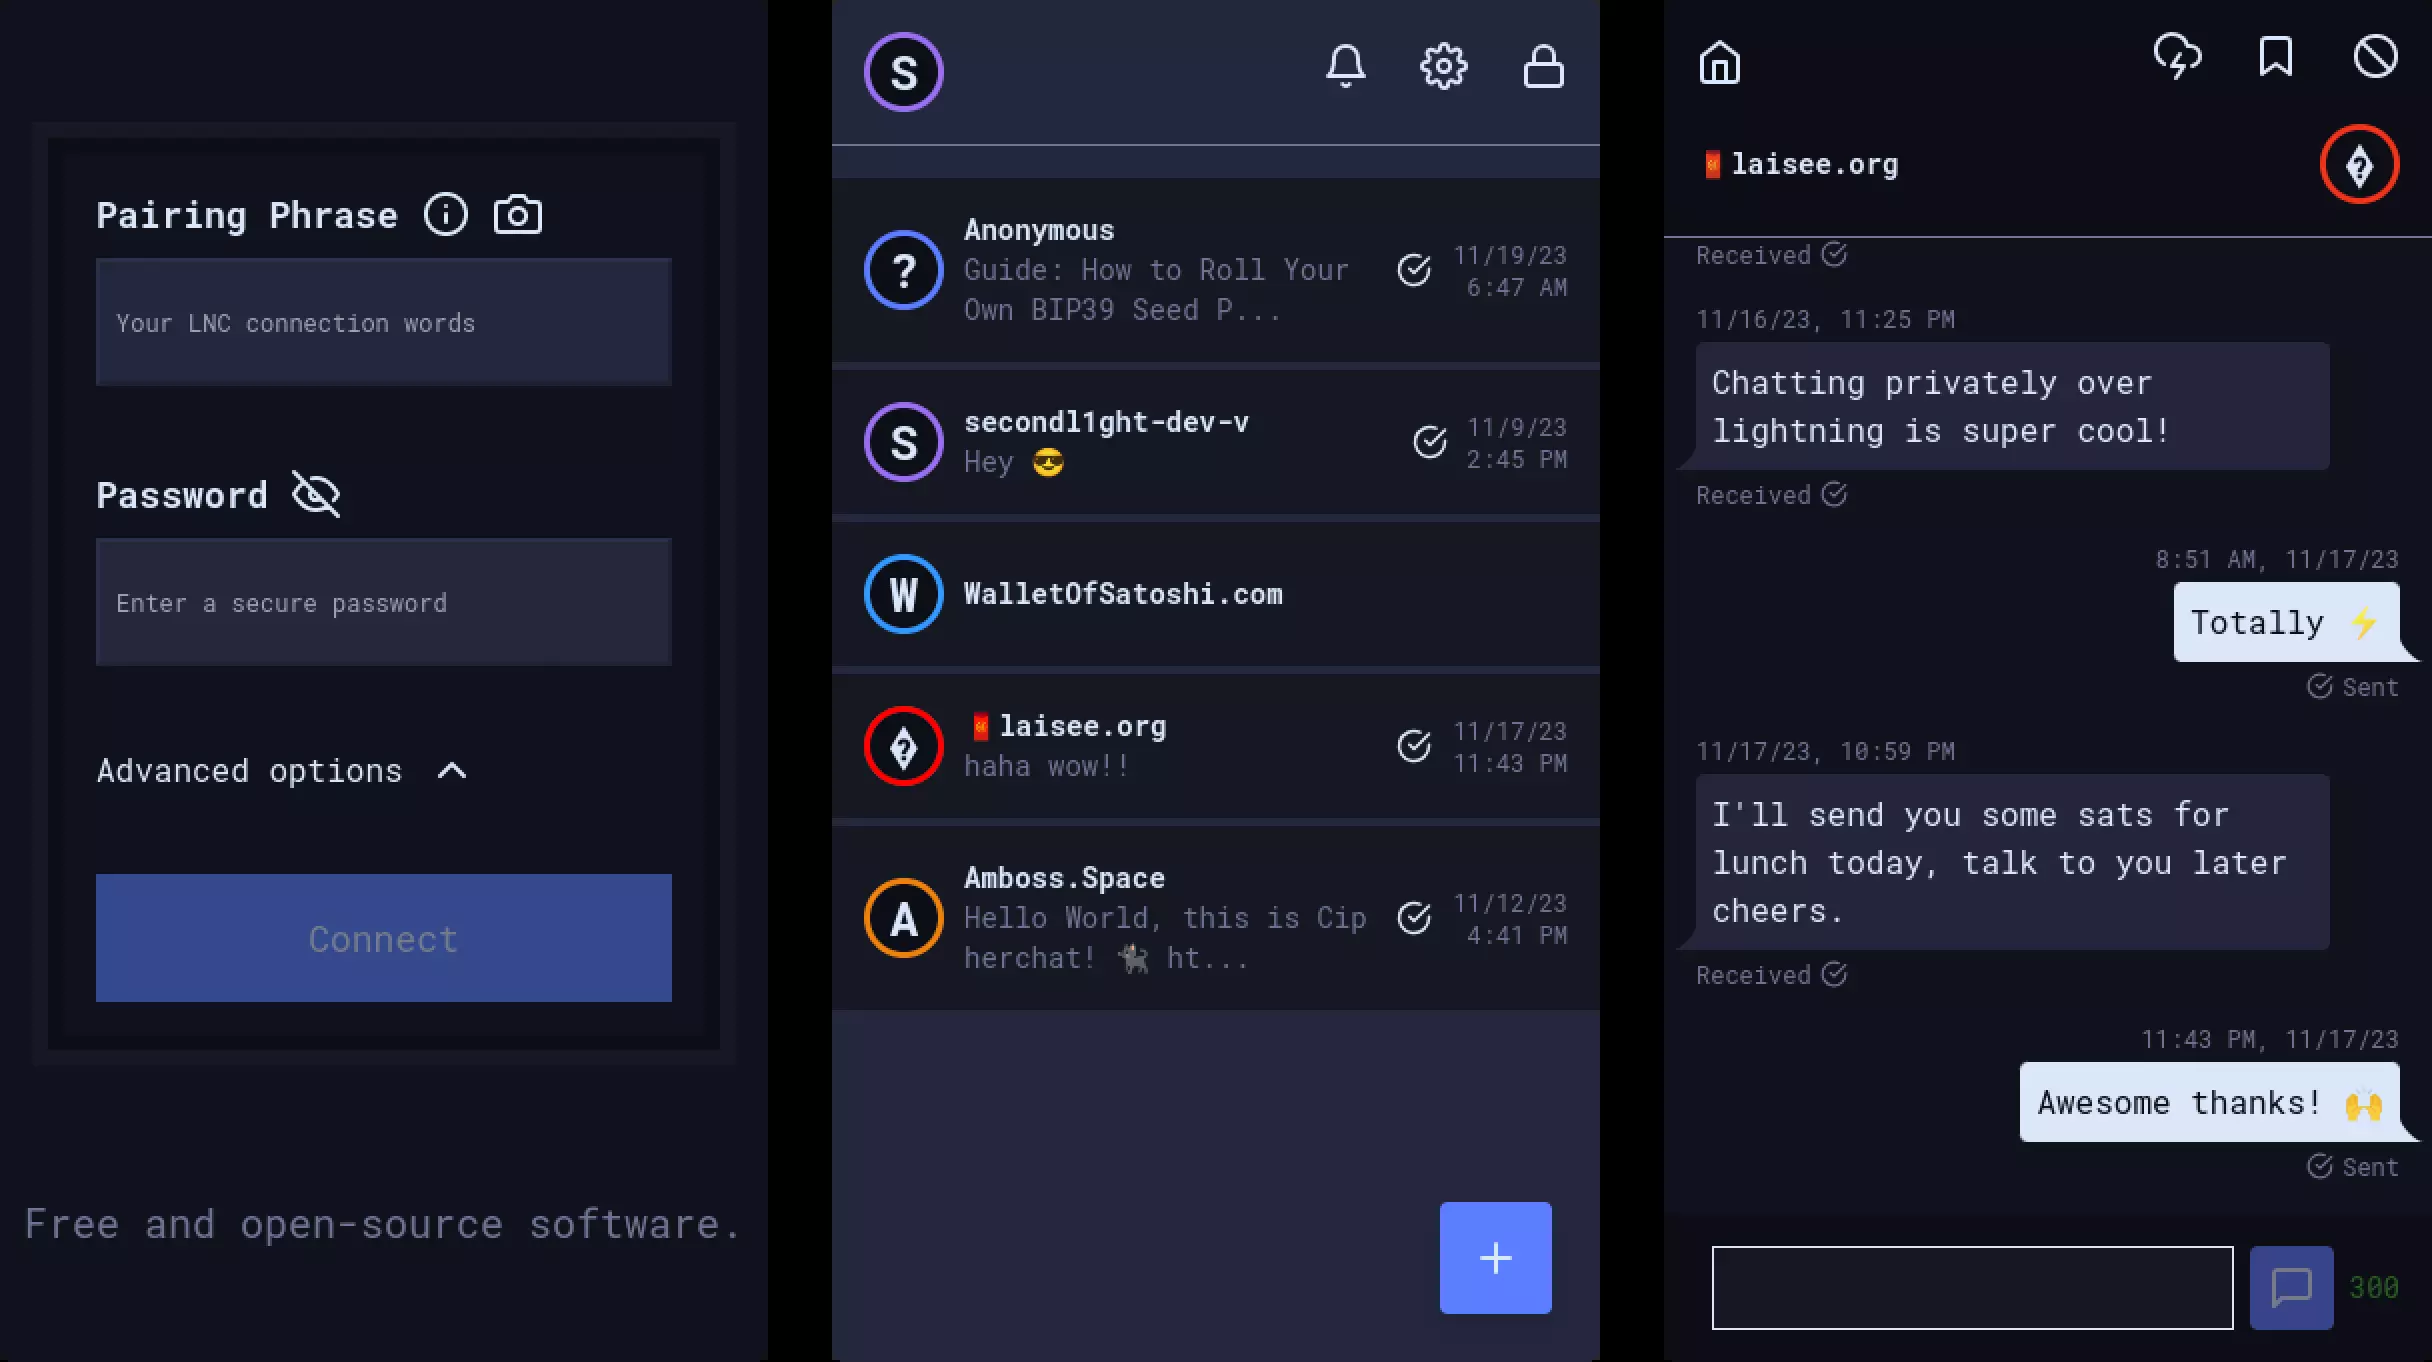 Pairing Phrase
Your LNC connection words
Password
Enter a secure password
Advanced options
Connect
Free and open-source software.
S
?
Anonymous
Guide: How to Roll Your
Own BIP39 Seed P...
11/19/23
6:47 AM
S
secondl1ght-dev-v
Hey 😎
11/9/23
2:45 PM
W
WalletOfSatoshi.com
�
🧧laisee.org
haha wow!!
11/17/23
11:43 PM
A
Amboss.Space
Hello World, this is Cip
herchat! 🐈‍⬛ ht...
11/12/23
4:41 PM
🧧laisee.org
�
Received
11/16/23, 11:25 PM
Chatting privately over
lightning is super cool!
Received
8:51 AM, 11/17/23
Totally ⚡
Sent
11/17/23, 10:59 PM
I'll send you some sats for
lunch today, talk to you later
cheers.
Received
11:43 PM, 11/17/23
Awesome thanks! 🙌
Sent
300